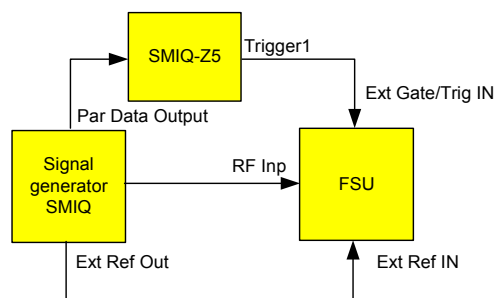 SMIQ-Z5
Trigger1
Ext Gate/Trig IN
Par Data Output
Signal
generator
SMIQ
RF Inp
FSU
Ext Ref Out
Ext Ref IN